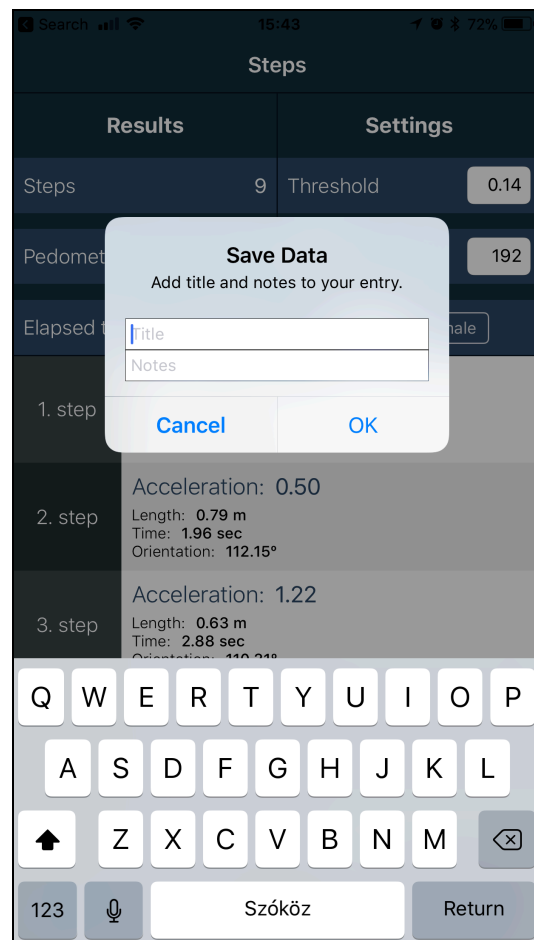 Search 15:43 72%
Steps
Results Settings
Steps 9 Threshold 0.14
Pedomet 192
Save Data
Add title and notes to your entry.
Elapsed t
Title
Notes
1. step
Cancel OK
Acceleration: 0.50
2. step
Length: 0.79 m
Time: 1.96 sec
Orientation: 112.15º
Acceleration: 1.22
3. step
Length: 0.63 m
Time: 2.88 sec
Q W E R T Y U I O P
A S D F G H J K L
Z X C V B N M
123 Szóköz Return